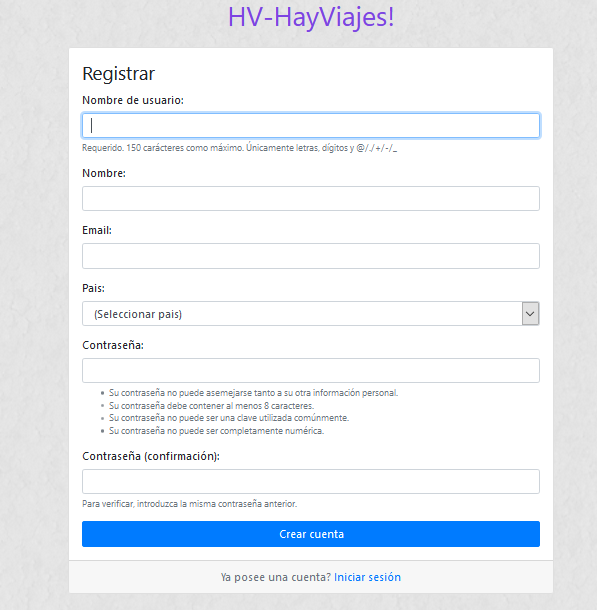 HV-HayViajes!
Registrar
Nombre de usuario:
Requerido. 150 carácteres como máximo. Únicamente letras, dígitos y @/./+/-/_
Nombre:
Email:
Pais:
(Seleccionar pais)
Contraseña:
Su contraseña no puede asemejarse tanto a su otra información personal.
Su contraseña debe contener al menos 8 caracteres.
Su contraseña no puede ser una clave utilizada comúnmente.
Su contraseña no puede ser completamente numérica.
Contraseña (confirmación):
Para verificar, introduzca la misma contraseña anterior.
Crear cuenta
Ya posee una cuenta? Iniciar sesión